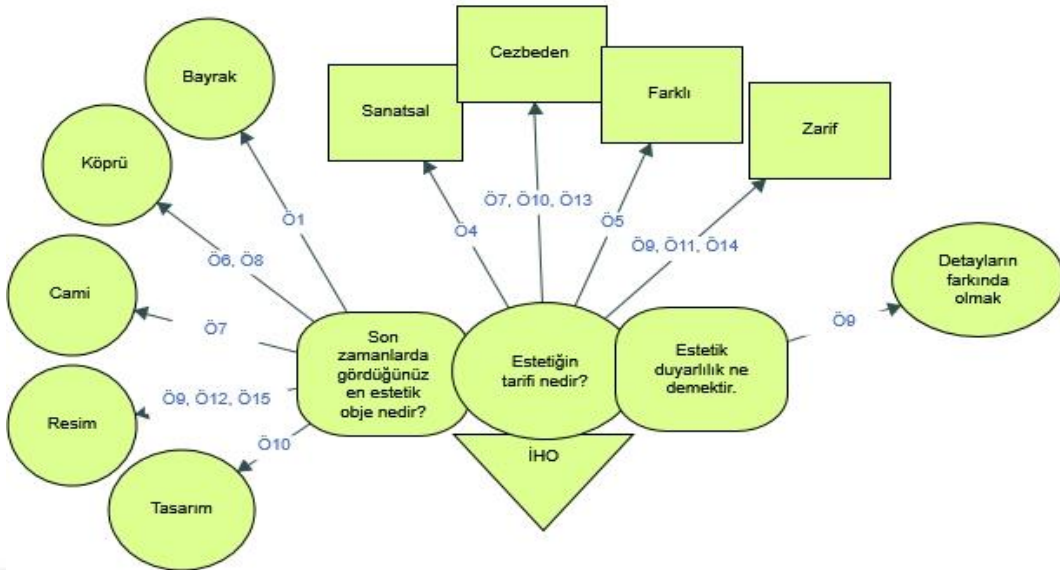 Bayrak
Köprü
Cami
Resim
Tasarım
Sanatsal
Cezbeden
Farklı
Zarif
Detayların
farkında
olmak
Ö1
Ö6, Ö8
Ö7
Ö9, Ö12, Ö15
Ö10
Ö4
Ö7, Ö10, Ö13
Ö5
Ö9, Ö11, Ö14
Ö9
Son
zamanlarda
gördüğünüz
en estetik
obje nedir?
Estetiğin
tarifi nedir?
Estetik
duyarlılık ne
demektir.
İHO